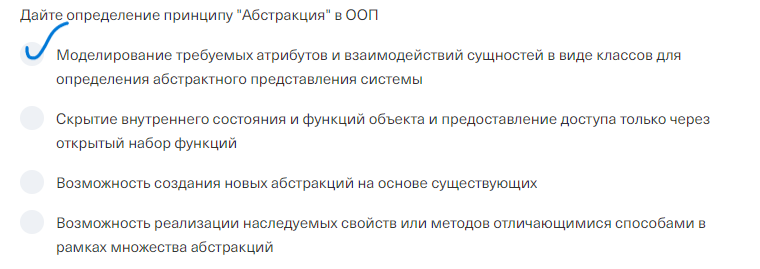 Дайте определение принципу "Абстракция" в ООП
Моделирование требуемых атрибутов и взаимодействий сущностей в виде классов для
определения абстрактного представления системы
Скрытие внутреннего состояния и функций объекта и предоставление доступа только через
открытый набор функций
Возможность создания новых абстракций на основе существующих
Возможность реализации наследуемых свойств или методов отличающимися способами в
рамках множества абстракций